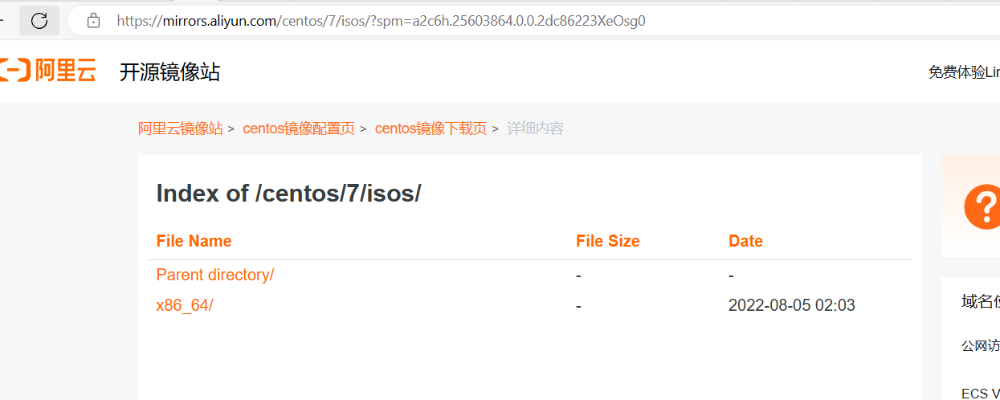 https://mirrors.aliyun.com/centos/7/isos/?spm=a2c6h.25603864.0.0.2dc86223XeOsg0
阿里云 开源镜像站 免费体验Lin
阿里云镜像站 > centos镜像配置页 > centos镜像下载页 > 详细内容
Index of /centos/7/isos/
File Name File Size Date
Parent directory/ - -
x86_64/ - 2022-08-05 02:03
域名
公网访
ECS V